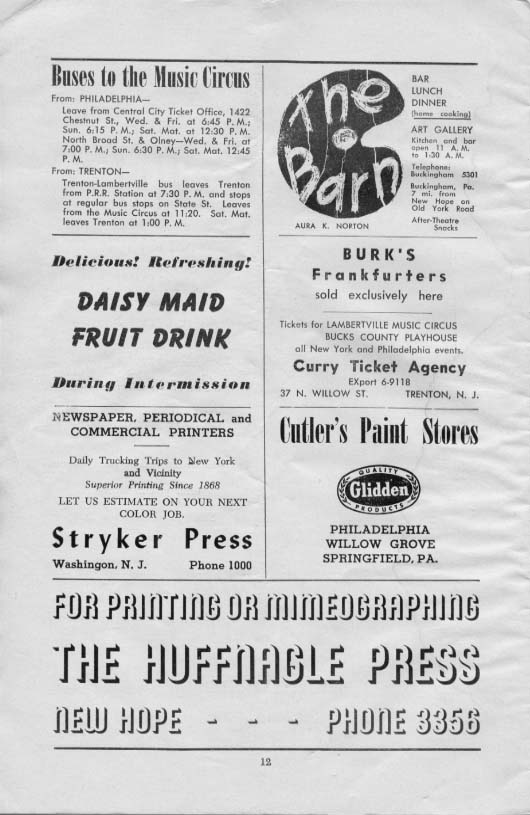 Buses to the Music Circus
From: PHILADELPHIA—
Leave from Central City Ticket Office, 1422
Chestnut St., Wed. & Fri. at 6:45 P. M.;
Sun. 6:15 P. M.; Sat. Mat. at 12:30 P. M.
North Broad St. & Olney—Wed. & Fri. at
7:00 P. M.; Sun. 6:30 P. M.; Sat. Mat. 12:45
P. M.
From: TRENTON—
Trenton-Lambertville bus leaves Trenton
from P.R.R. Station at 7:30 P. M. and stops
at regular bus stops on State St. Leaves
from the Music Circus at 11:20. Sat. Mat.
leaves Trenton at 1:00 P. M.
Delicious! Refreshing!
DAISY MAID
FRUIT DRINK
During Intermission
NEWSPAPER, PERIODICAL and
COMMERCIAL PRINTERS
Daily Trucking Trips to New York
and Vicinity
Superior Printing Since 1868
LET US ESTIMATE ON YOUR NEXT
COLOR JOB.
Stryker Press
Washingon, N. J. Phone 1000
The
Barn
AURA K. NORTON
BAR
LUNCH
DINNER
(home cooking)
ART GALLERY
Kitchen and bar
open 11 A. M.
to 1:30 A. M.
Telephone:
Buckingham 5301
Buckingham, Pa.
7 mi. from
New Hope on
Old York Road
After-Theatre
Snacks
BURK'S
Frankfurters
sold exclusively here
Tickets for LAMBERTVILLE MUSIC CIRCUS
BUCKS COUNTY PLAYHOUSE
all New York and Philadelphia events.
Curry Ticket Agency
EXport 6-9118
37 N. WILLOW ST. TRENTON, N. J.
Cutler's Paint Stores
QUALITY
Glidden
PRODUCTS
PHILADELPHIA
WILLOW GROVE
SPRINGFIELD, PA.
FOR PRINTING OR MIMEOGRAPHING
THE HUFFNAGLE PRESS
NEW HOPE - - - PHONE 3356
12